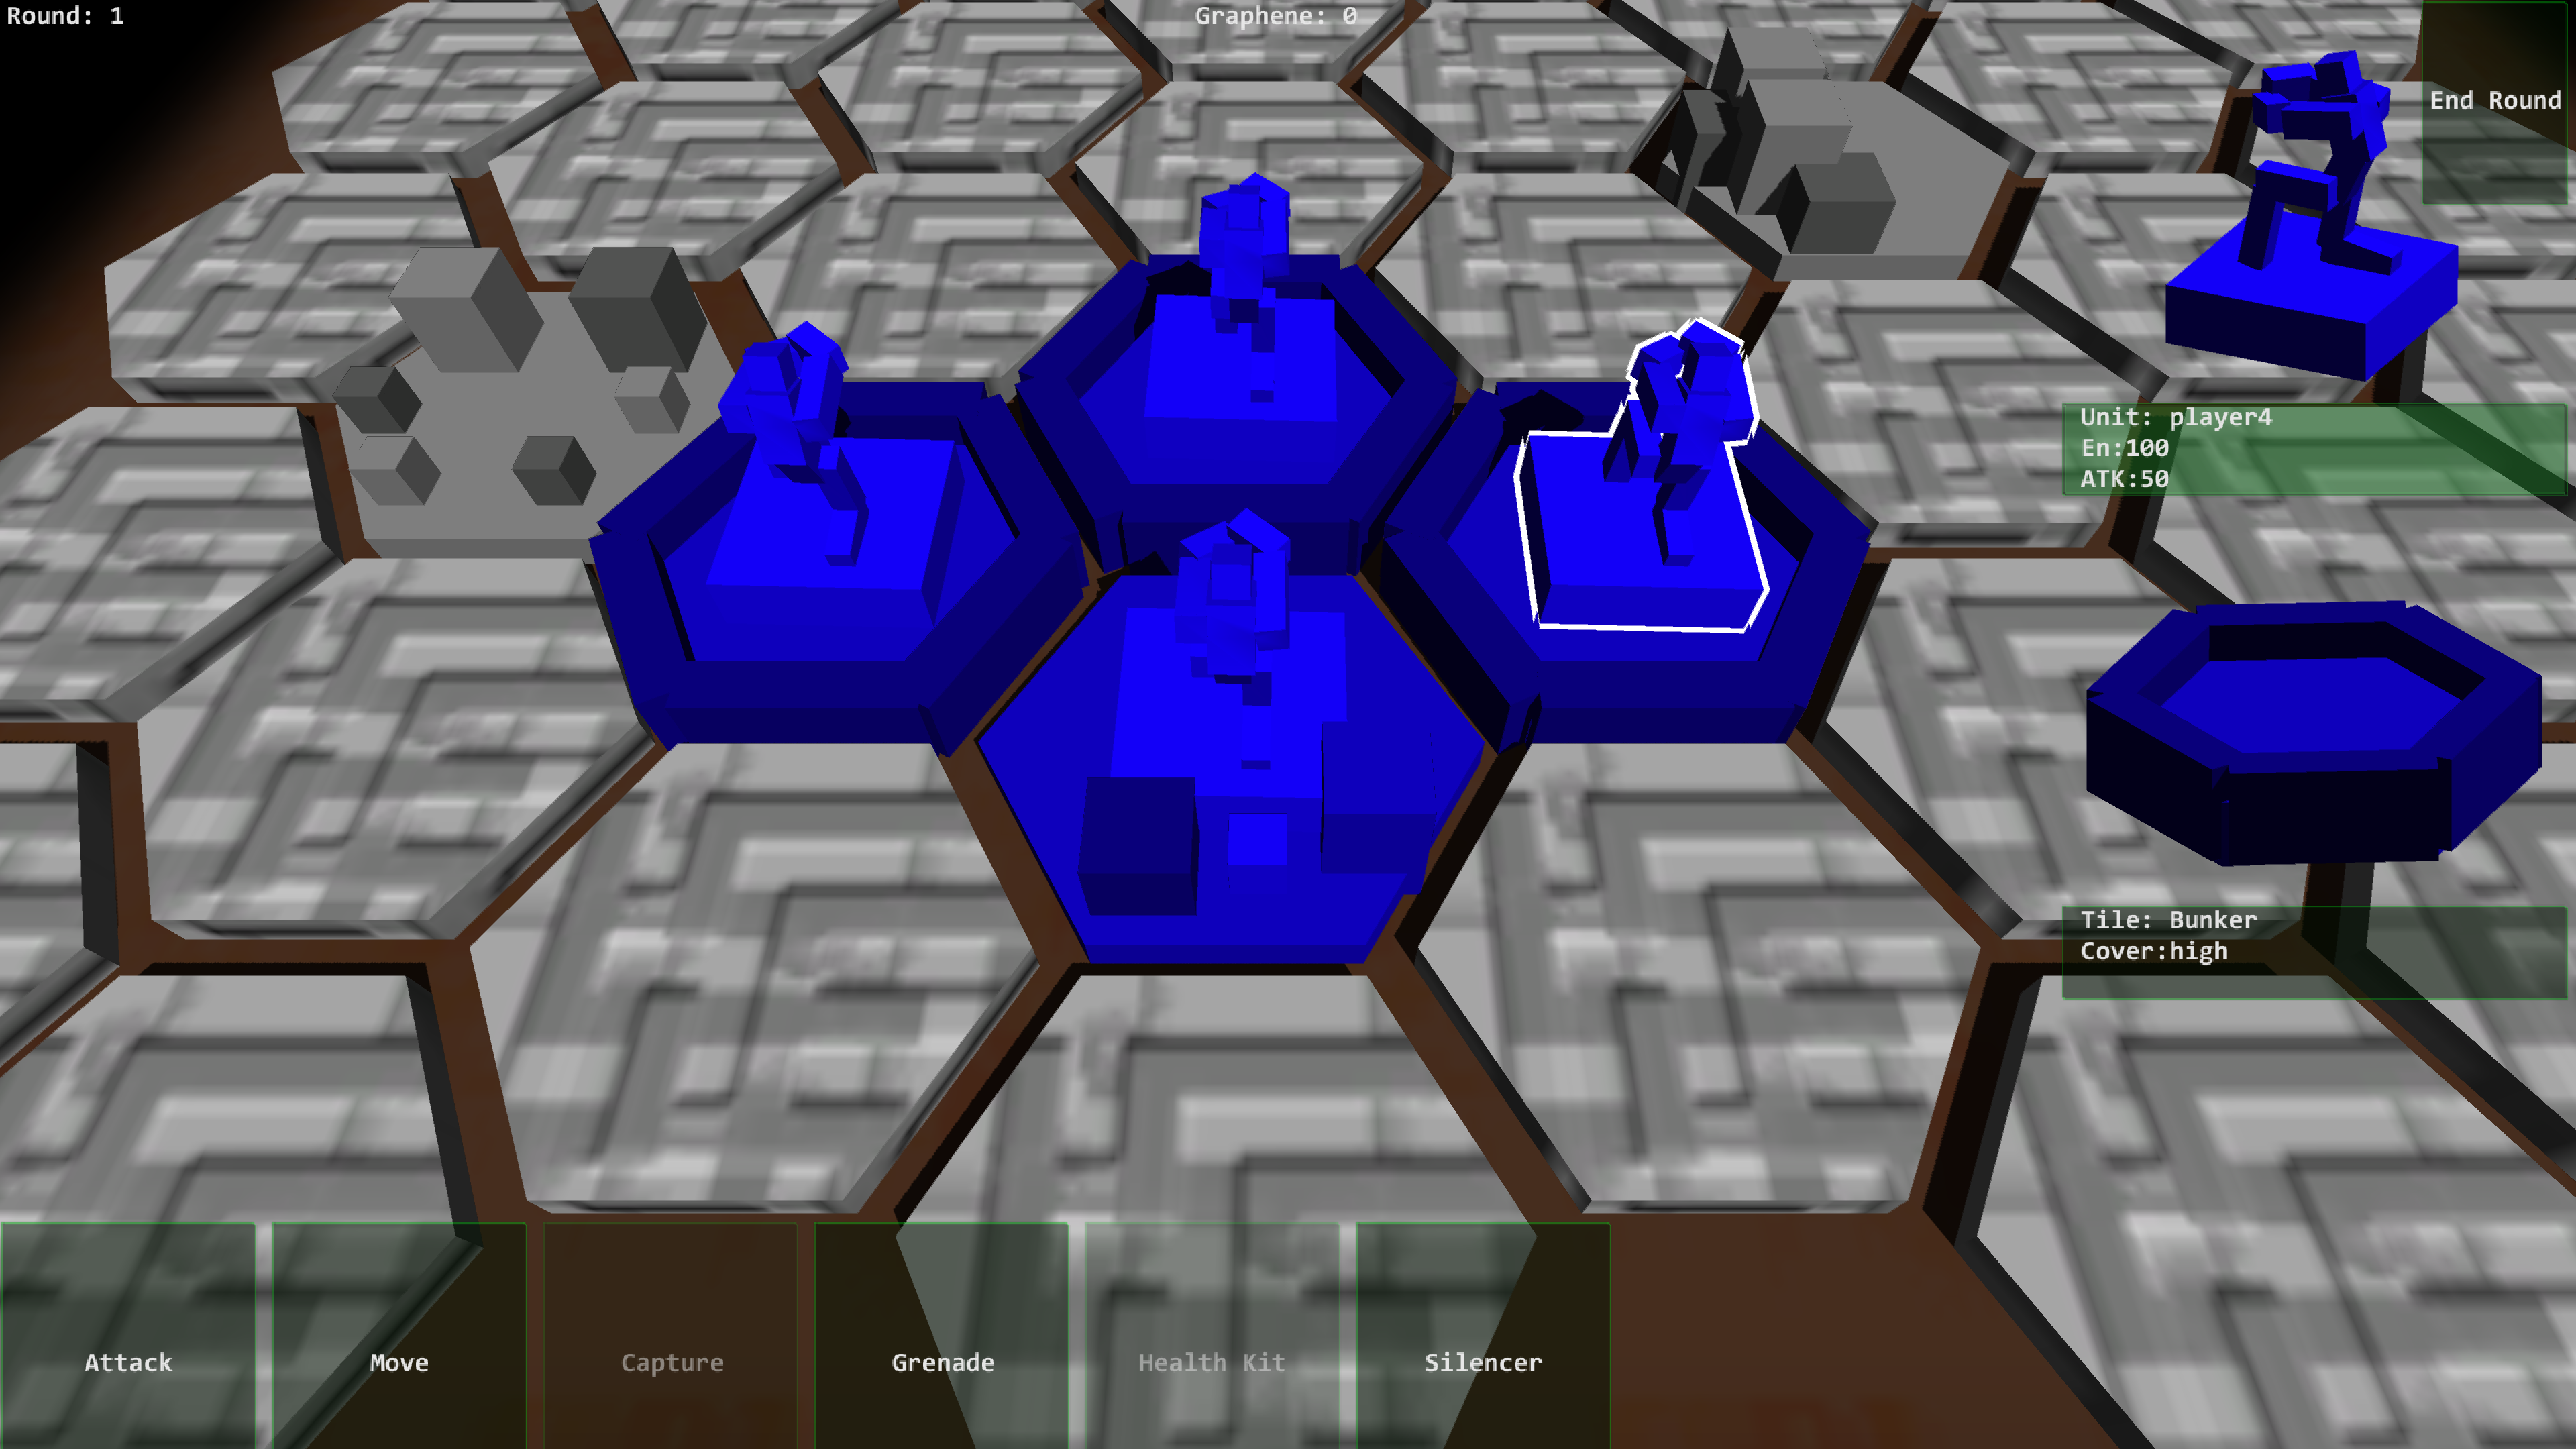 Round: 1
Graphene: 0
End Round
Unit: player4
En:100
ATK:50
Tile: Bunker
Cover:high
Attack
Move
Capture
Grenade
Health Kit
Silencer